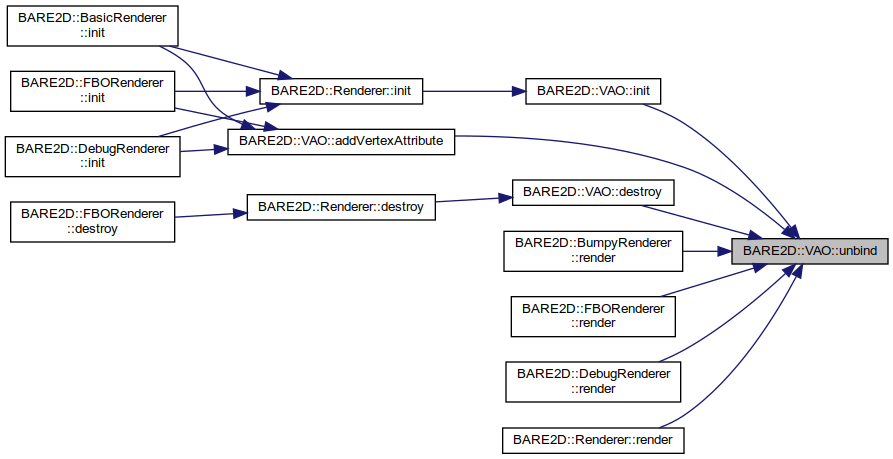 BARE2D::BasicRenderer
::init
BARE2D::FBORenderer
::init
BARE2D::DebugRenderer
::init
BARE2D::FBORenderer
::destroy
BARE2D::Renderer::init
BARE2D::VAO::addVertexAttribute
BARE2D::Renderer::destroy
BARE2D::VAO::init
BARE2D::VAO::destroy
BARE2D::BumpyRenderer
::render
BARE2D::FBORenderer
::render
BARE2D::DebugRenderer
::render
BARE2D::Renderer::render
BARE2D::VAO::unbind